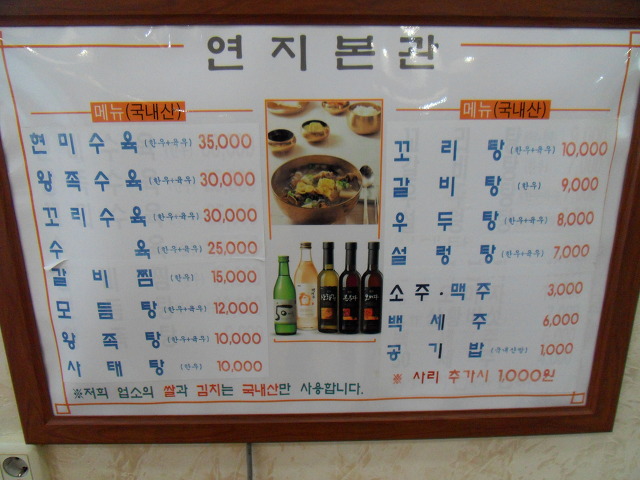 연지본관
메뉴(국내산)
현미수육 (한우+육우) 35,000
왕족수육 (한우+육우) 30,000
꼬리수육 (한우+육우) 30,000
수육 (한우+육우) 25,000
갈비찜 (한우) 15,000
모듬탕 (한우+육우) 12,000
왕족탕 (한우+육우) 10,000
사태탕 (한우) 10,000
※저희 업소의 쌀과 김치는 국내산만 사용합니다.
메뉴(국내산)
꼬리탕 (한우+육우) 10,000
갈비탕 (한우) 9,000
우두탕 (한우+육우) 8,000
설렁탕 (한우+육우) 7,000
소주·맥주 3,000
백세주 6,000
공기밥 (국내산쌀) 1,000
※ 사리 추가시 1,000원